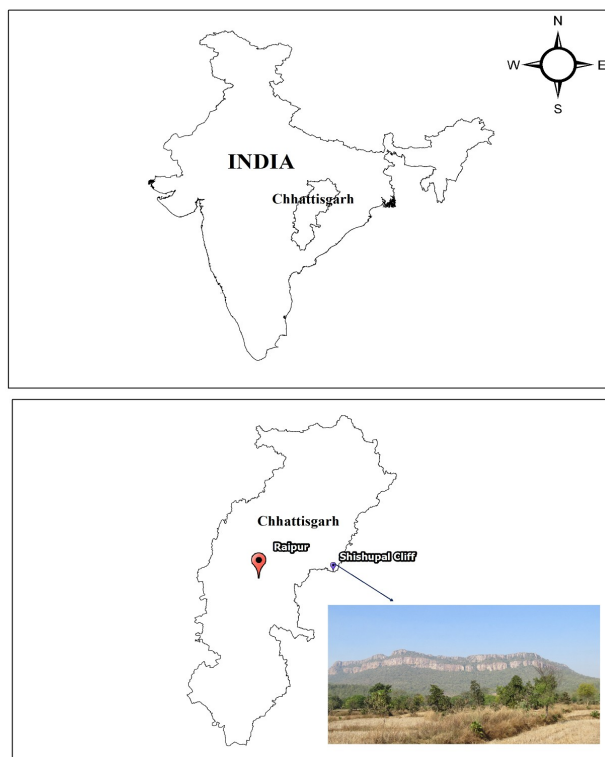 N
W E
S
INDIA
Chhattisgarh
Chhattisgarh
Raipur
Shishupal Cliff